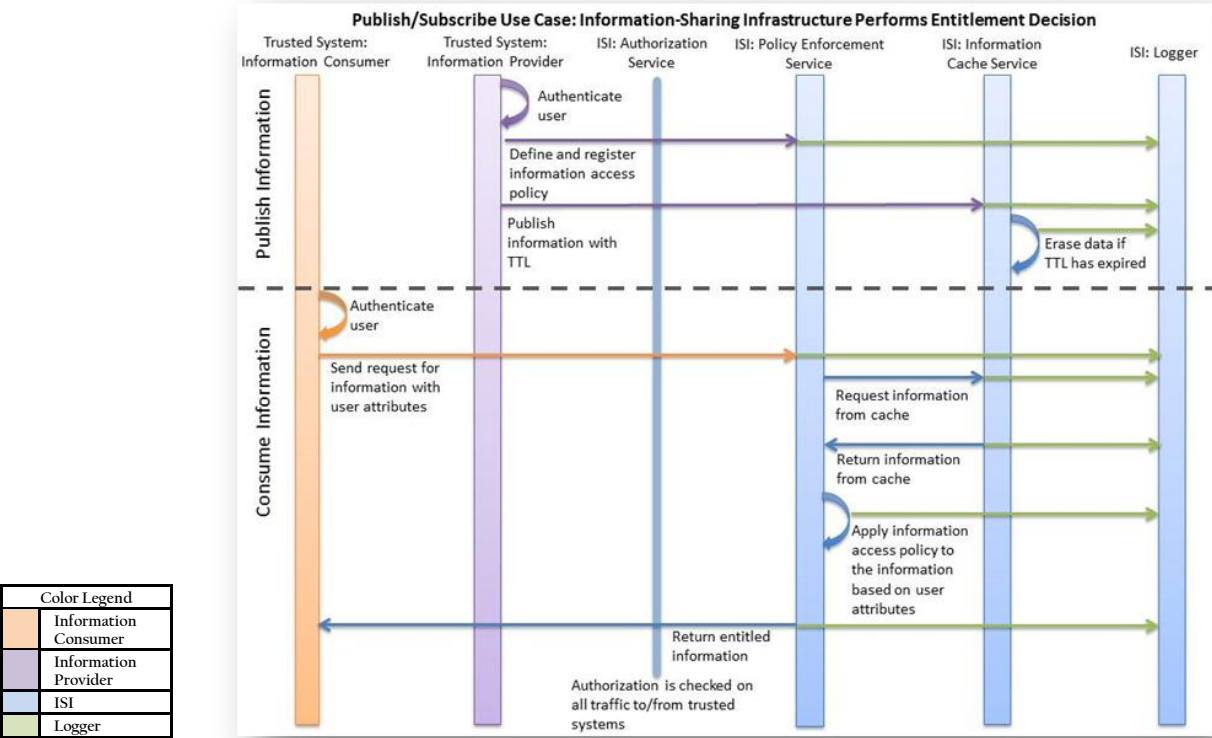 Publish/Subscribe Use Case: Information-Sharing Infrastructure Performs Entitlement Decision
Trusted System:
Information Consumer
Trusted System:
Information Provider
ISI: Authorization
Service
ISI: Policy Enforcement
Service
ISI: Information
Cache Service
ISI: Logger
Publish Information
Authenticate
user
Define and register
information access
policy
Publish
information with
TTL
Erase data if
TTL has expired
Consume Information
Authenticate
user
Send request for
information with
user attributes
Request information
from cache
Return information
from cache
Apply information
access policy to
the information
based on user
attributes
Return entitled
information
Authorization is checked on
all traffic to/from trusted
systems
Color Legend
Information
Consumer
Information
Provider
ISI
Logger